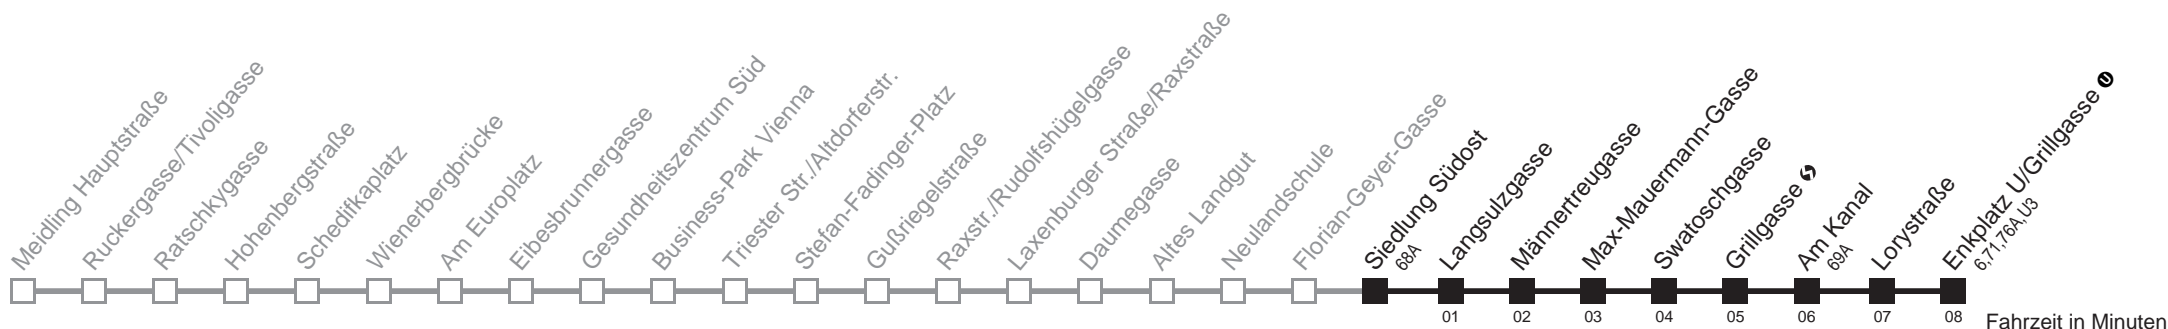 Meidling Hauptstraße
Ruckergasse/Tivoligasse
Ratschkygasse
Hohenbergstraße
Schedifkaplatz
Wienerbergbrücke
Am Europlatz
Eibesbrunnergasse
Gesundheitszentrum Süd
Business-Park Vienna
Triester Str./Altdorferstr.
Stefan-Fadinger-Platz
Gußriegelstraße
Raxstr./Rudolfshügelgasse
Laxenburger Straße/Raxstraße
Daumegasse
Altes Landgut
Neulandschule
Florian-Geyer-Gasse
Siedlung Südost
68A
Langsulzgasse
Männertreugasse
Max-Mauermann-Gasse
Swatoschgasse
Grillgasse S
Am Kanal
69A
Lorystraße
Enkplatz U/Grillgasse U
6,71,76A,U3
01 02 03 04 05 06 07 08 Fahrzeit in Minuten